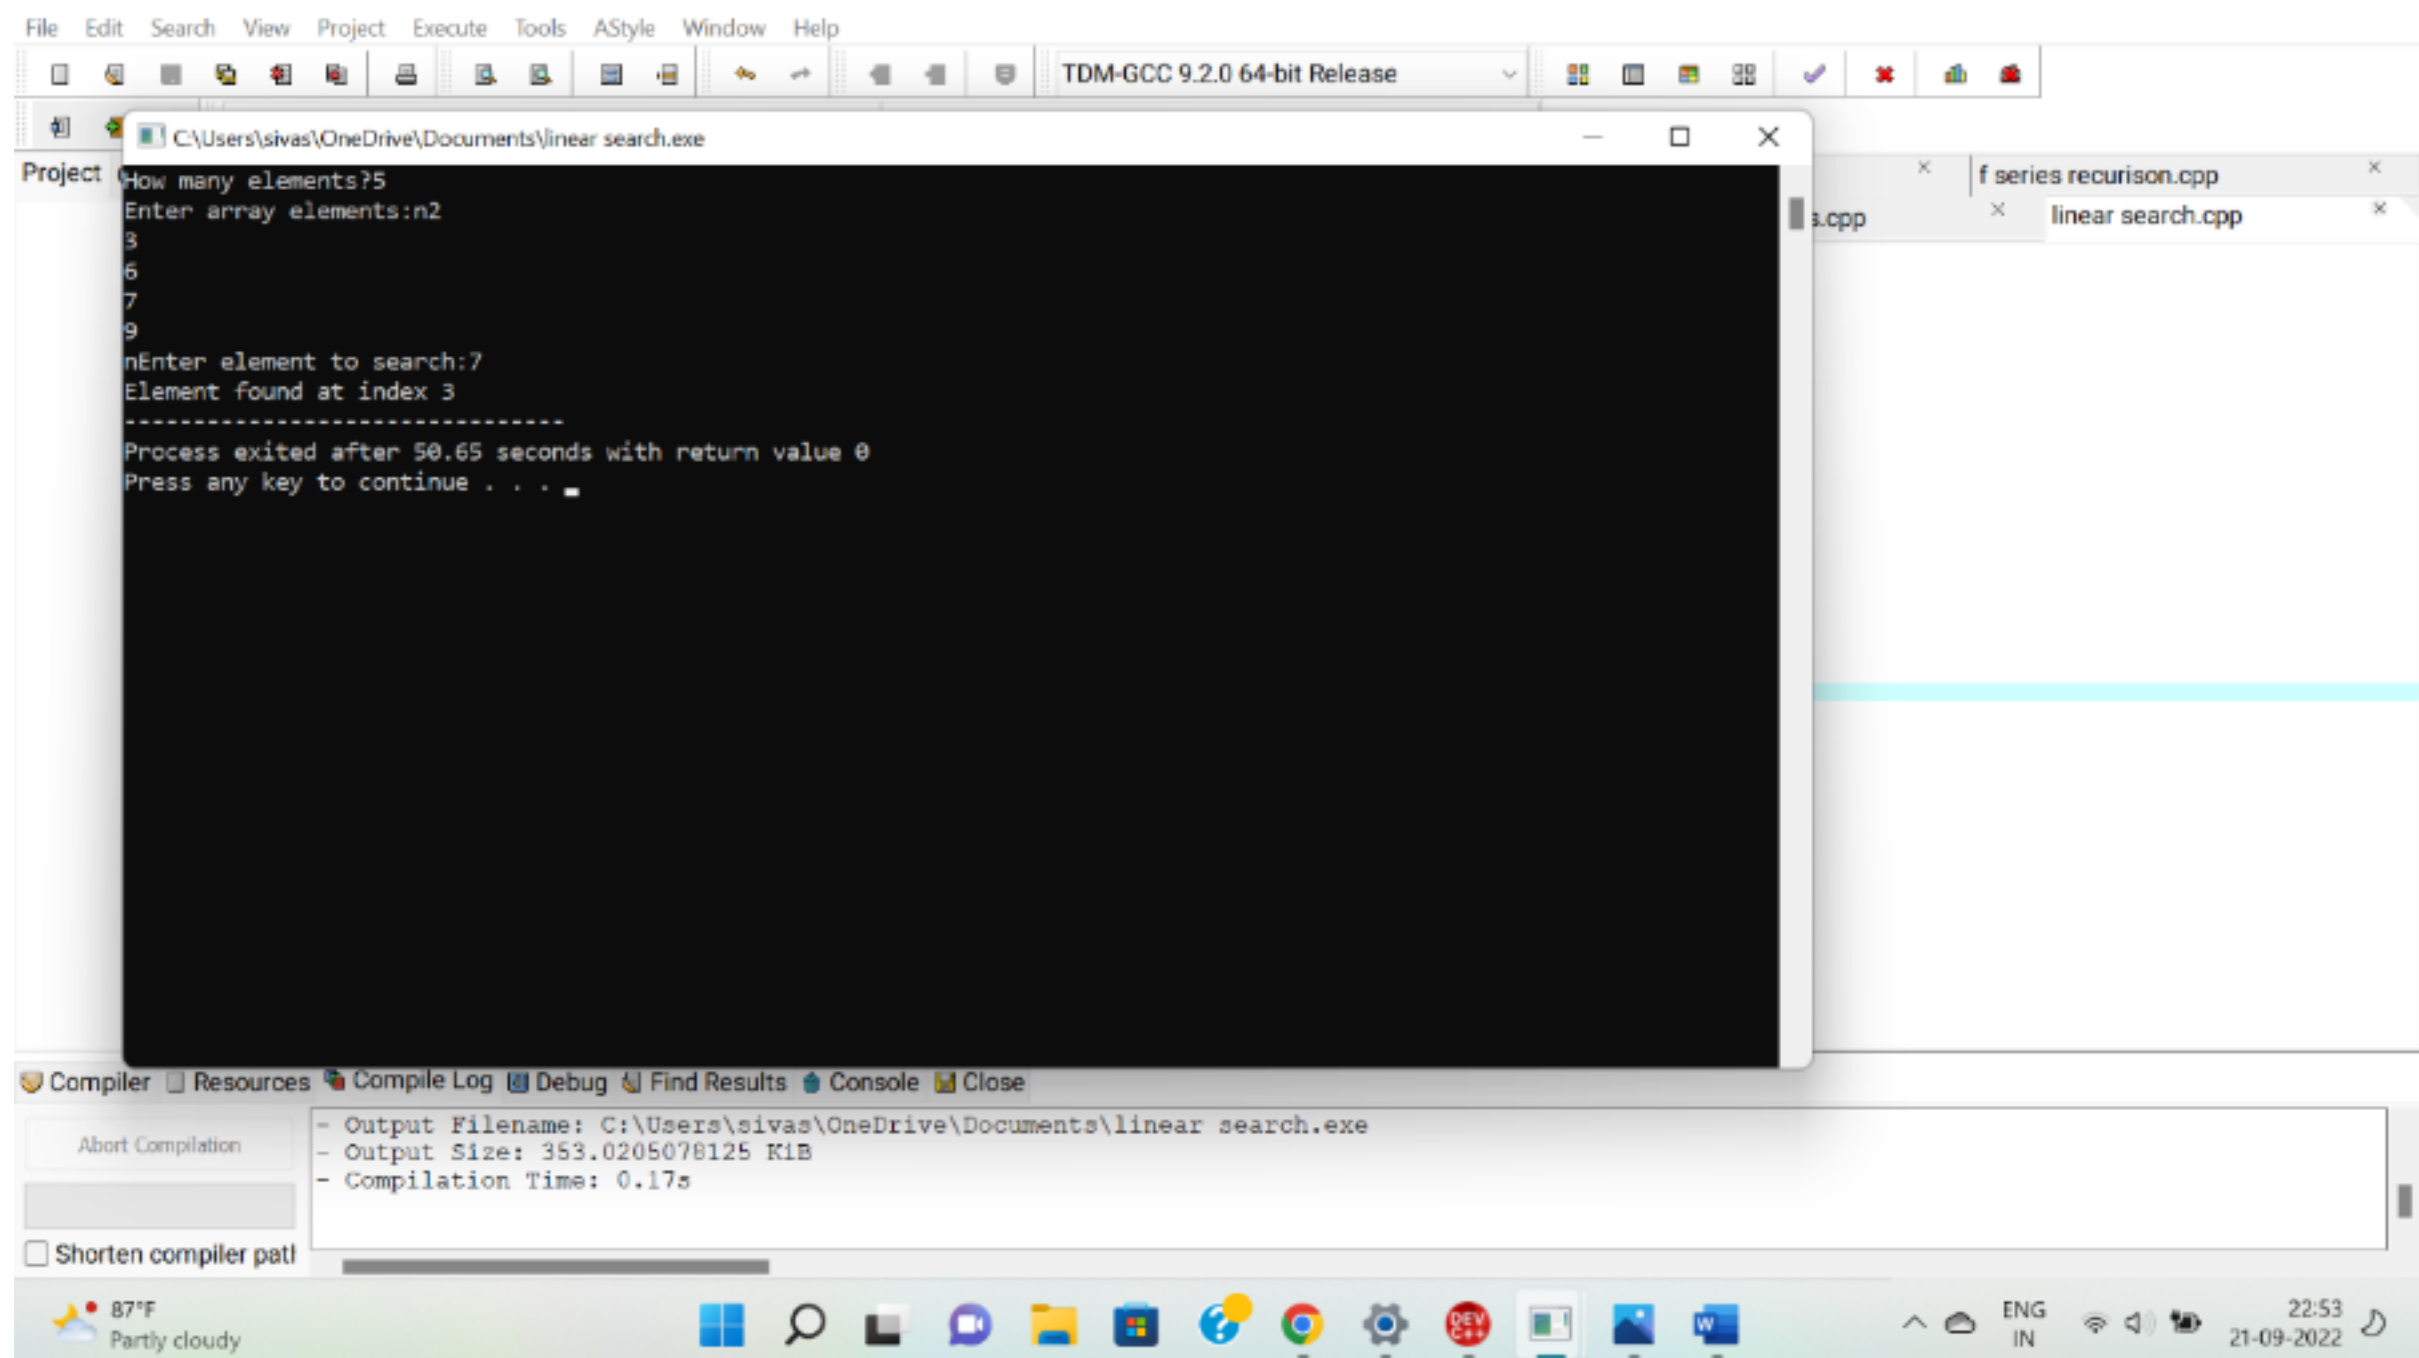 File Edit Search View Project Execute Tools AStyle Window Help
TDM-GCC 9.2.0 64-bit Release
C:\Users\sivas\OneDrive\Documents\linear search.exe
Project
f series recurison.cpp
s.cpp
linear search.cpp
How many elements?5
Enter array elements:n2
3
6
7
9
nEnter element to search:7
Element found at index 3
--------------------------------
Process exited after 50.65 seconds with return value 0
Press any key to continue . . .
Compiler Resources Compile Log Debug Find Results Console Close
Abort Compilation
- Output Filename: C:\Users\sivas\OneDrive\Documents\linear search.exe
- Output Size: 353.0205078125 KiB
- Compilation Time: 0.17s
Shorten compiler pat
87°F
Partly cloudy
DEV C++
W
ENG
IN
22:53
21-09-2022